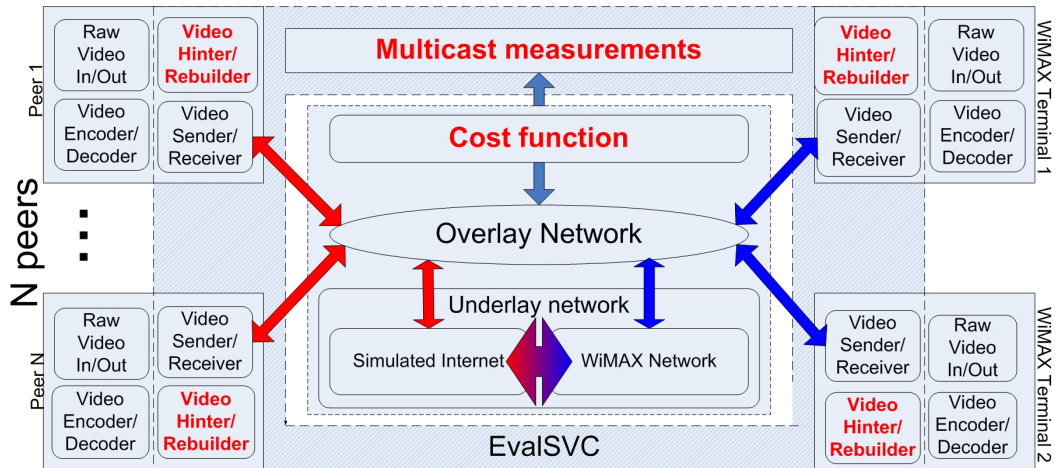 Peer 1
Raw
Video
In/Out
Video
Hinter/
Rebuilder
Video
Encoder/
Decoder
Video
Sender/
Receiver
Multicast measurements
Cost function
Overlay Network
Underlay network
Simulated Internet
WiMAX Network
EvalSVC
Video
Hinter/
Rebuilder
Raw
Video
In/Out
Video
Sender/
Receiver
Video
Encoder/
Decoder
WiMAX Terminal 1
N peers
Peer N
Raw
Video
In/Out
Video
Sender/
Receiver
Video
Encoder/
Decoder
Video
Hinter/
Rebuilder
Video
Sender/
Receiver
Raw
Video
In/Out
Video
Hinter/
Rebuilder
Video
Encoder/
Decoder
WiMAX Terminal 2